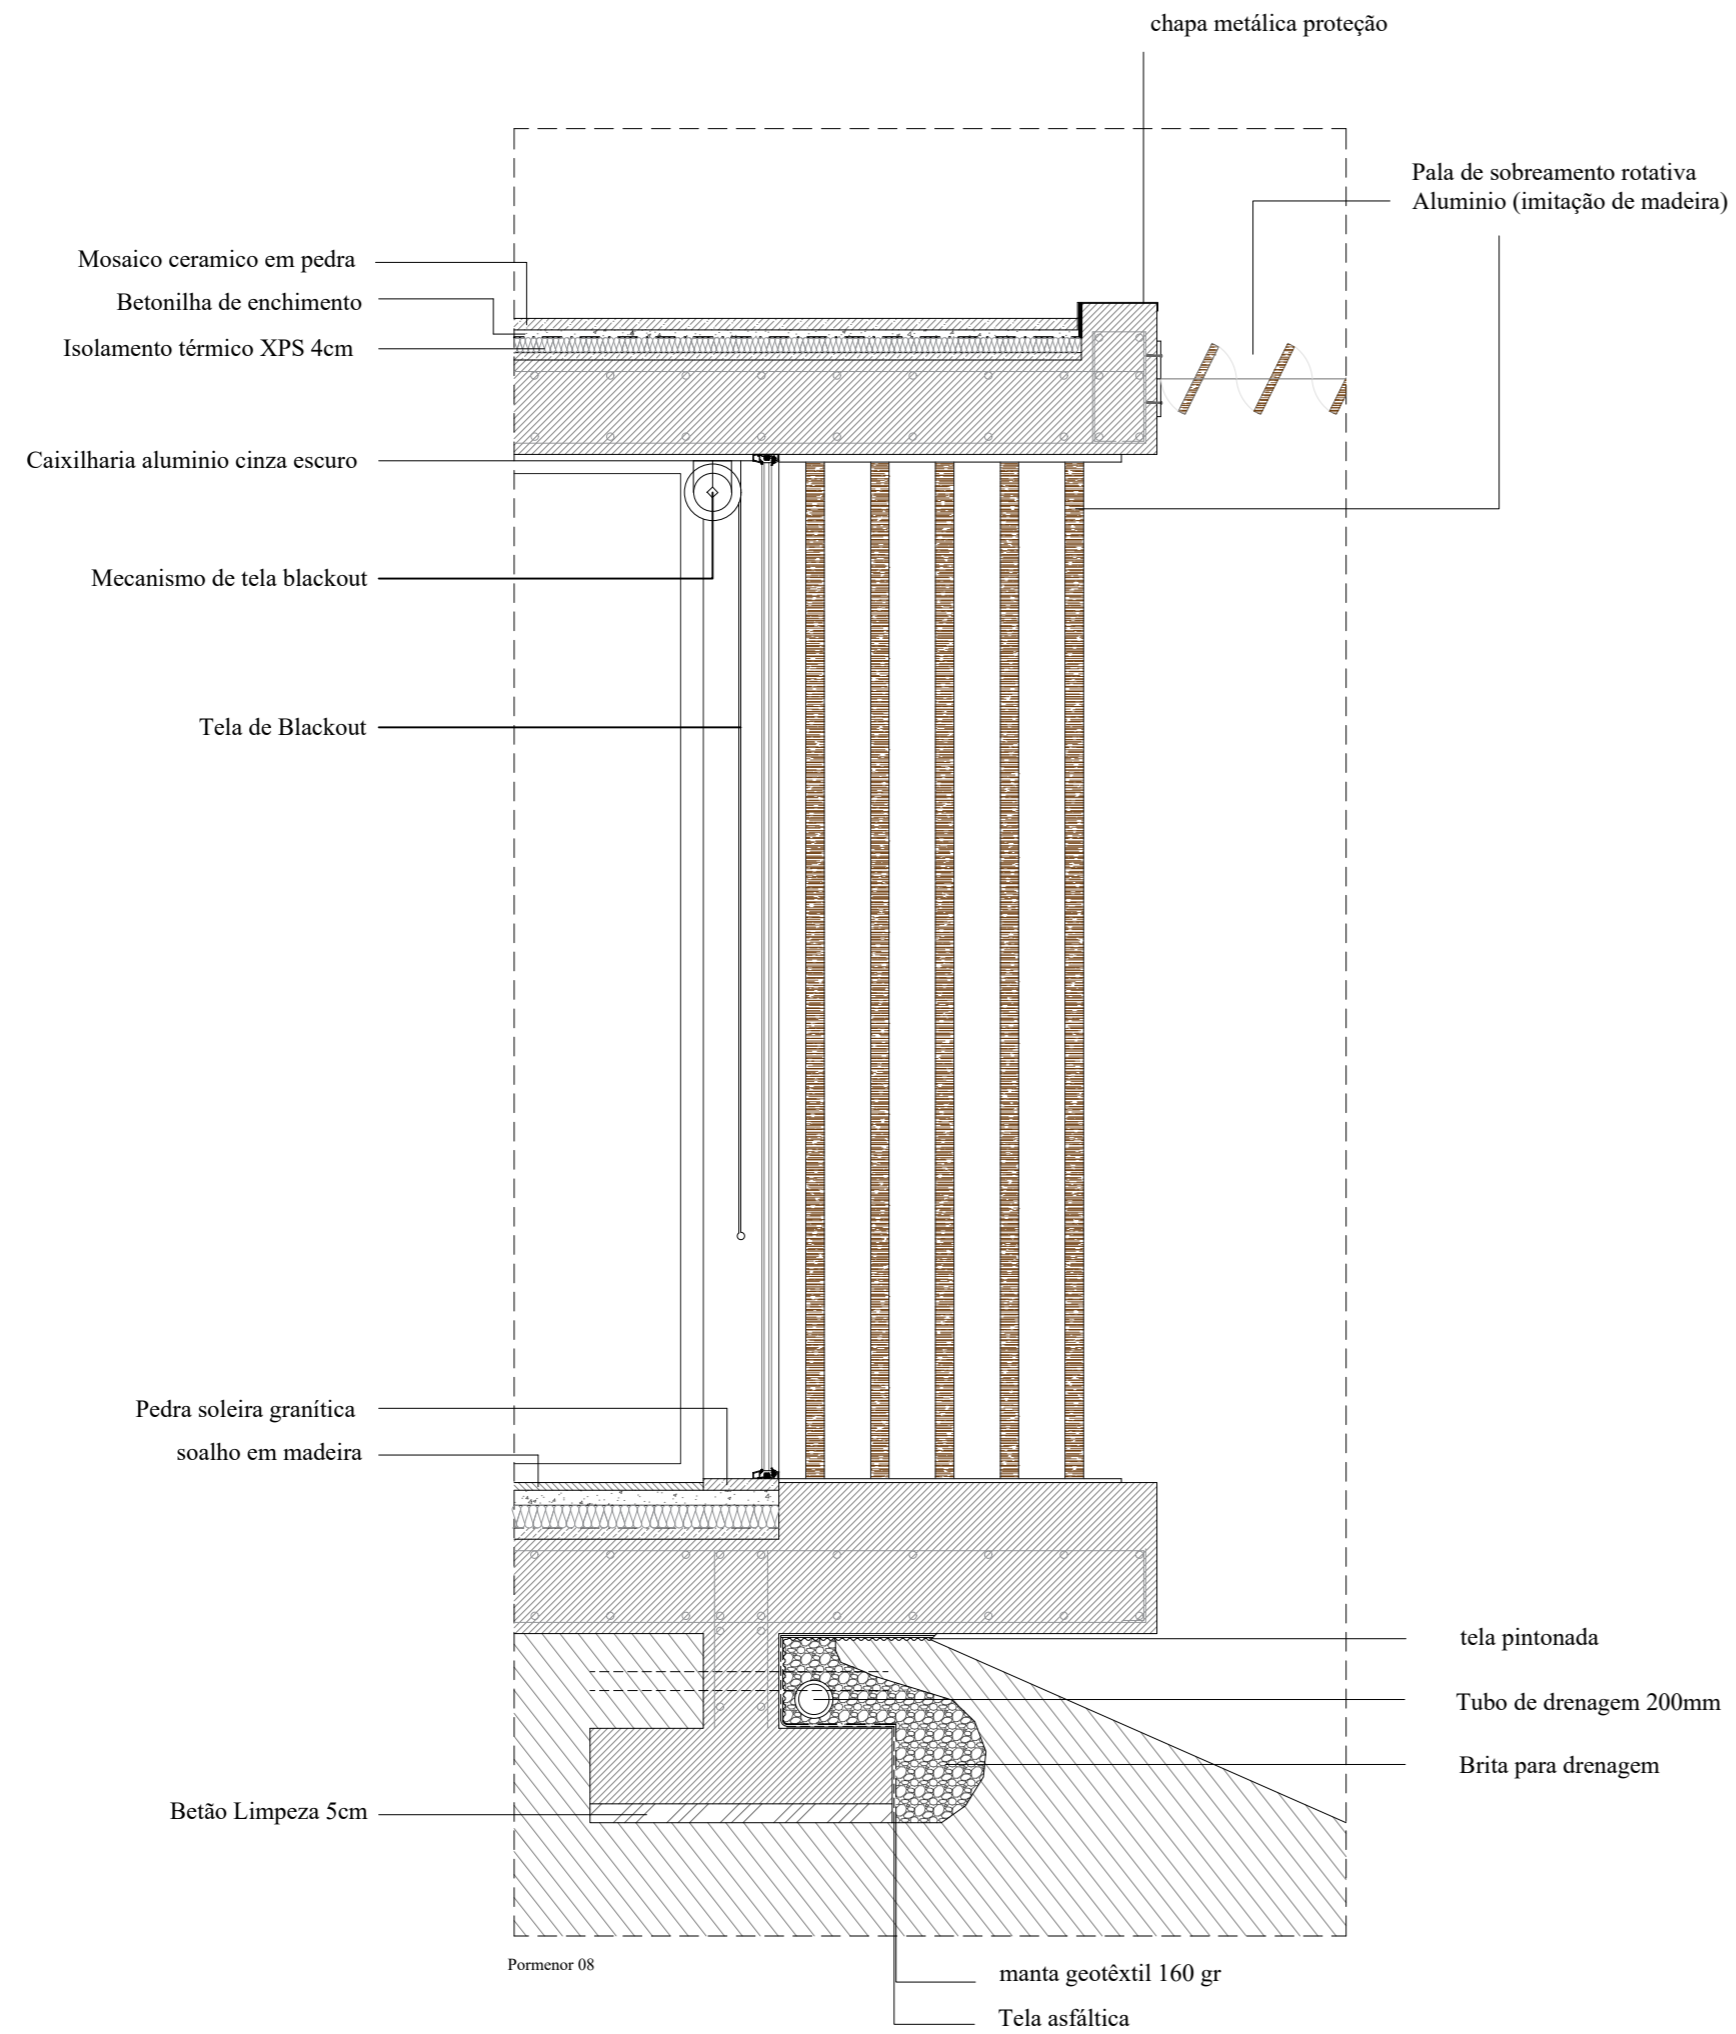 chapa metálica proteção
Pala de sobreamento rotativa
Aluminio (imitação de madeira)
Mosaico ceramico em pedra
Betonilha de enchimento
Isolamento térmico XPS 4cm
Caixilharia aluminio cinza escuro
Mecanismo de tela blackout
Tela de Blackout
Pedra soleira granítica
soalho em madeira
tela pintonada
Tubo de drenagem 200mm
Brita para drenagem
Betão Limpeza 5cm
Pormenor 08
manta geotêxtil 160 gr
Tela asfáltica